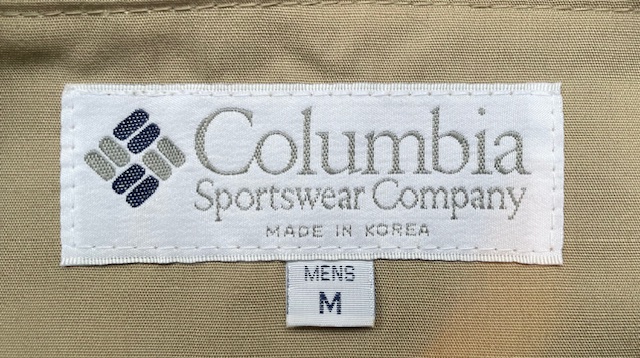 Columbia
Sportswear Company
MADE IN KOREA
MENS
M